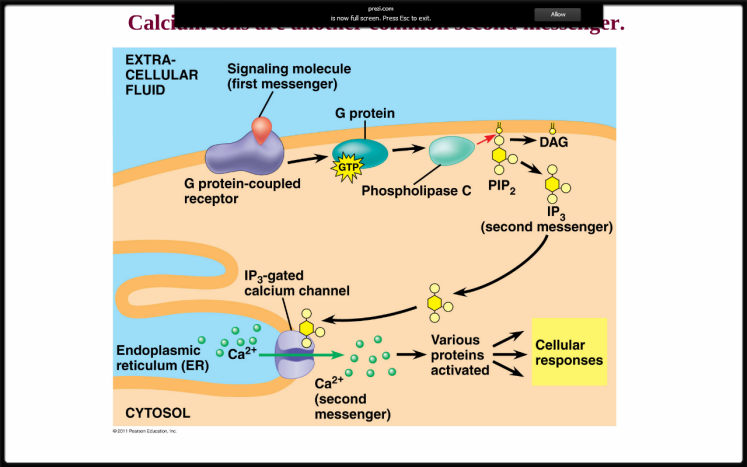 prezi.com
is now full screen. Press Esc to exit.
Allow
Calcium ions are another common second messenger.
EXTRA-
CELLULAR
FLUID
Signaling molecule
(first messenger)
G protein
GTP
DAG
G protein-coupled
receptor
Phospholipase C
PIP2
IP3
(second messenger)
IP3-gated
calcium channel
Endoplasmic
reticulum (ER)
Ca2+
Ca2+
(second
messenger)
Various
proteins
activated
Cellular
responses
CYTOSOL
© 2011 Pearson Education, Inc.